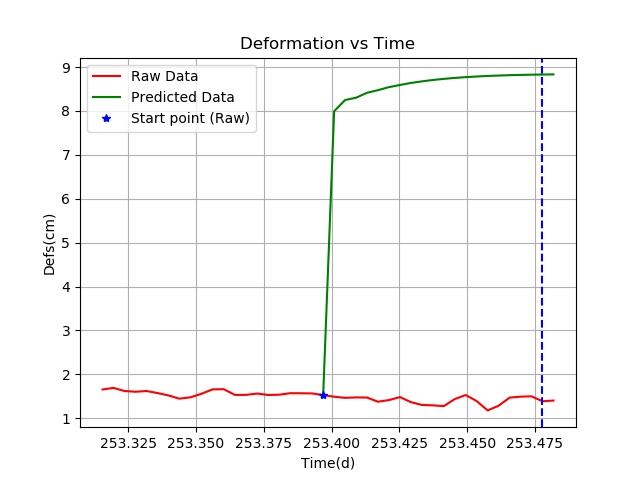 Deformation vs Time
Raw Data
Predicted Data
Start point (Raw)
9
8
7
6
5
4
3
2
1
Defs(cm)
253.325 253.350 253.375 253.400 253.425 253.450 253.475
Time(d)